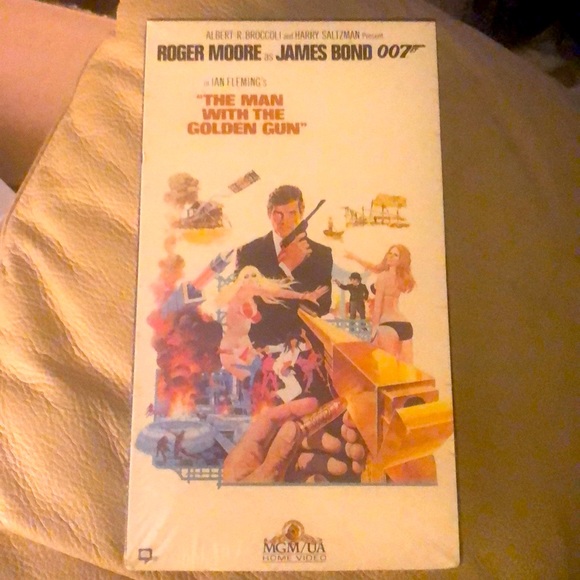 ALBERT R. BROCCOLI and HARRY SALTZMAN Present
ROGER MOORE as JAMES BOND 007
in IAN FLEMING'S
"THE MAN
WITH THE
GOLDEN GUN"
MGM/UA
HOME VIDEO